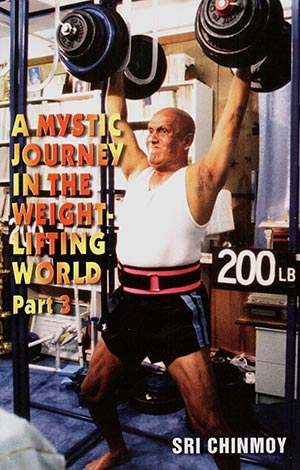 A MYSTIC
JOURNEY
IN THE
WEIGHT-
LIFTING
WORLD
Part 3
200 LB
SRI CHINMOY